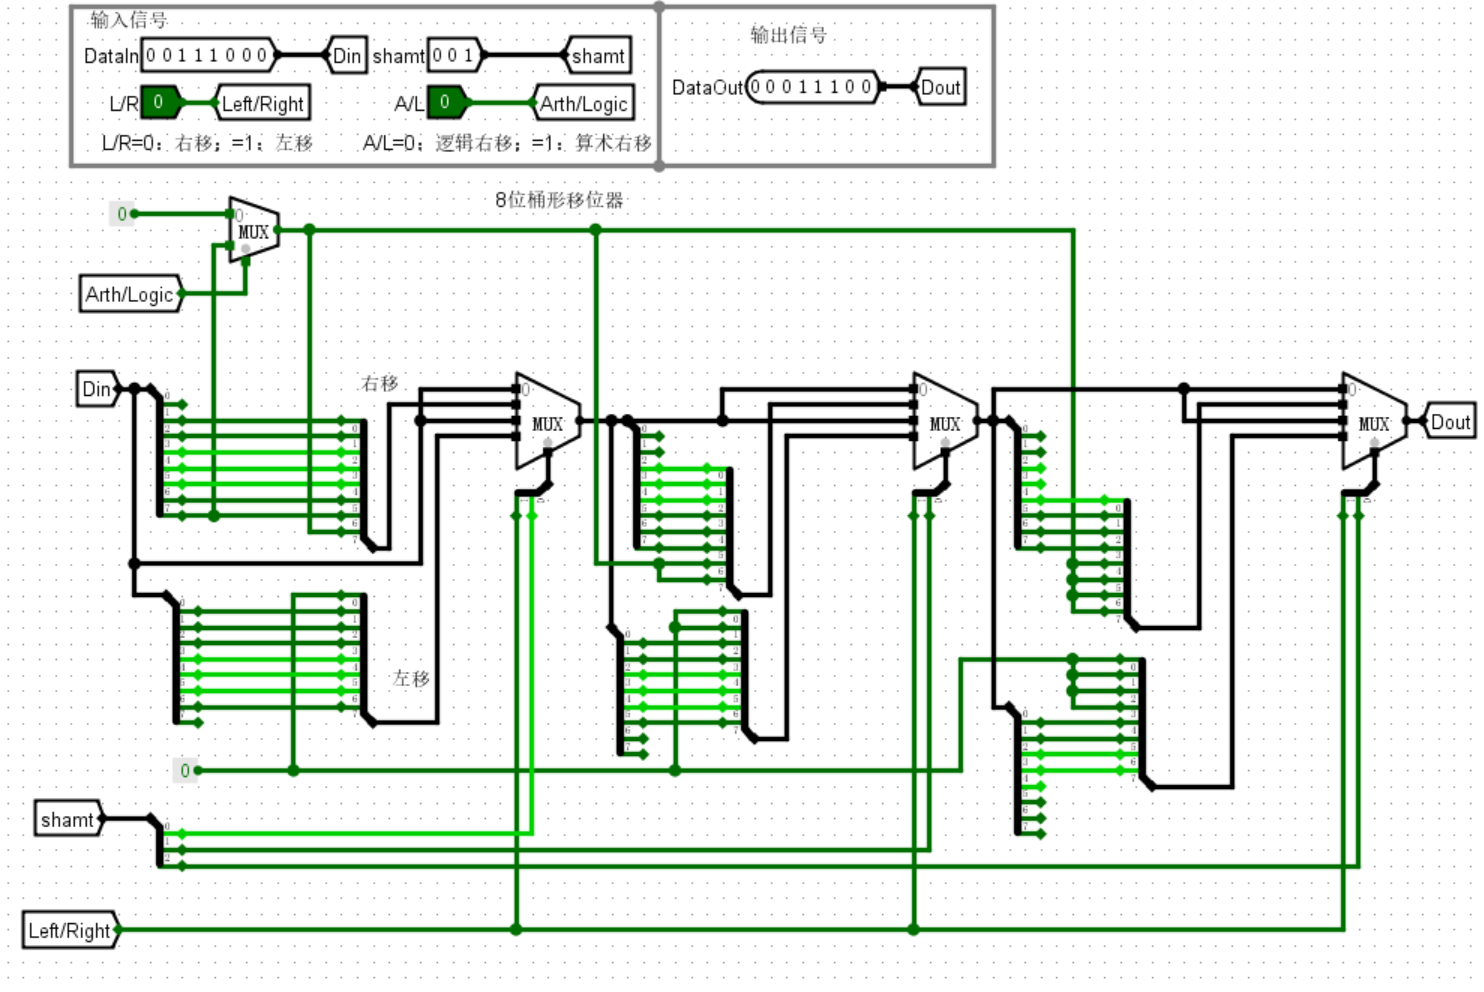 输入信号
DataIn 0 0 1 1 1 0 0 0 Din shamt 0 0 1 shamt
L/R 0 Left/Right A/L 0 Arth/Logic
L/R=0：右移；=1：左移 A/L=0：逻辑右移；=1：算术右移
输出信号
DataOut 0 0 0 1 1 1 0 0 Dout
8位桶形移位器
0 0 MUX
Arth/Logic
Din
右移
0 MUX
0 MUX
0 MUX
Dout
左移
0
shamt
Left/Right